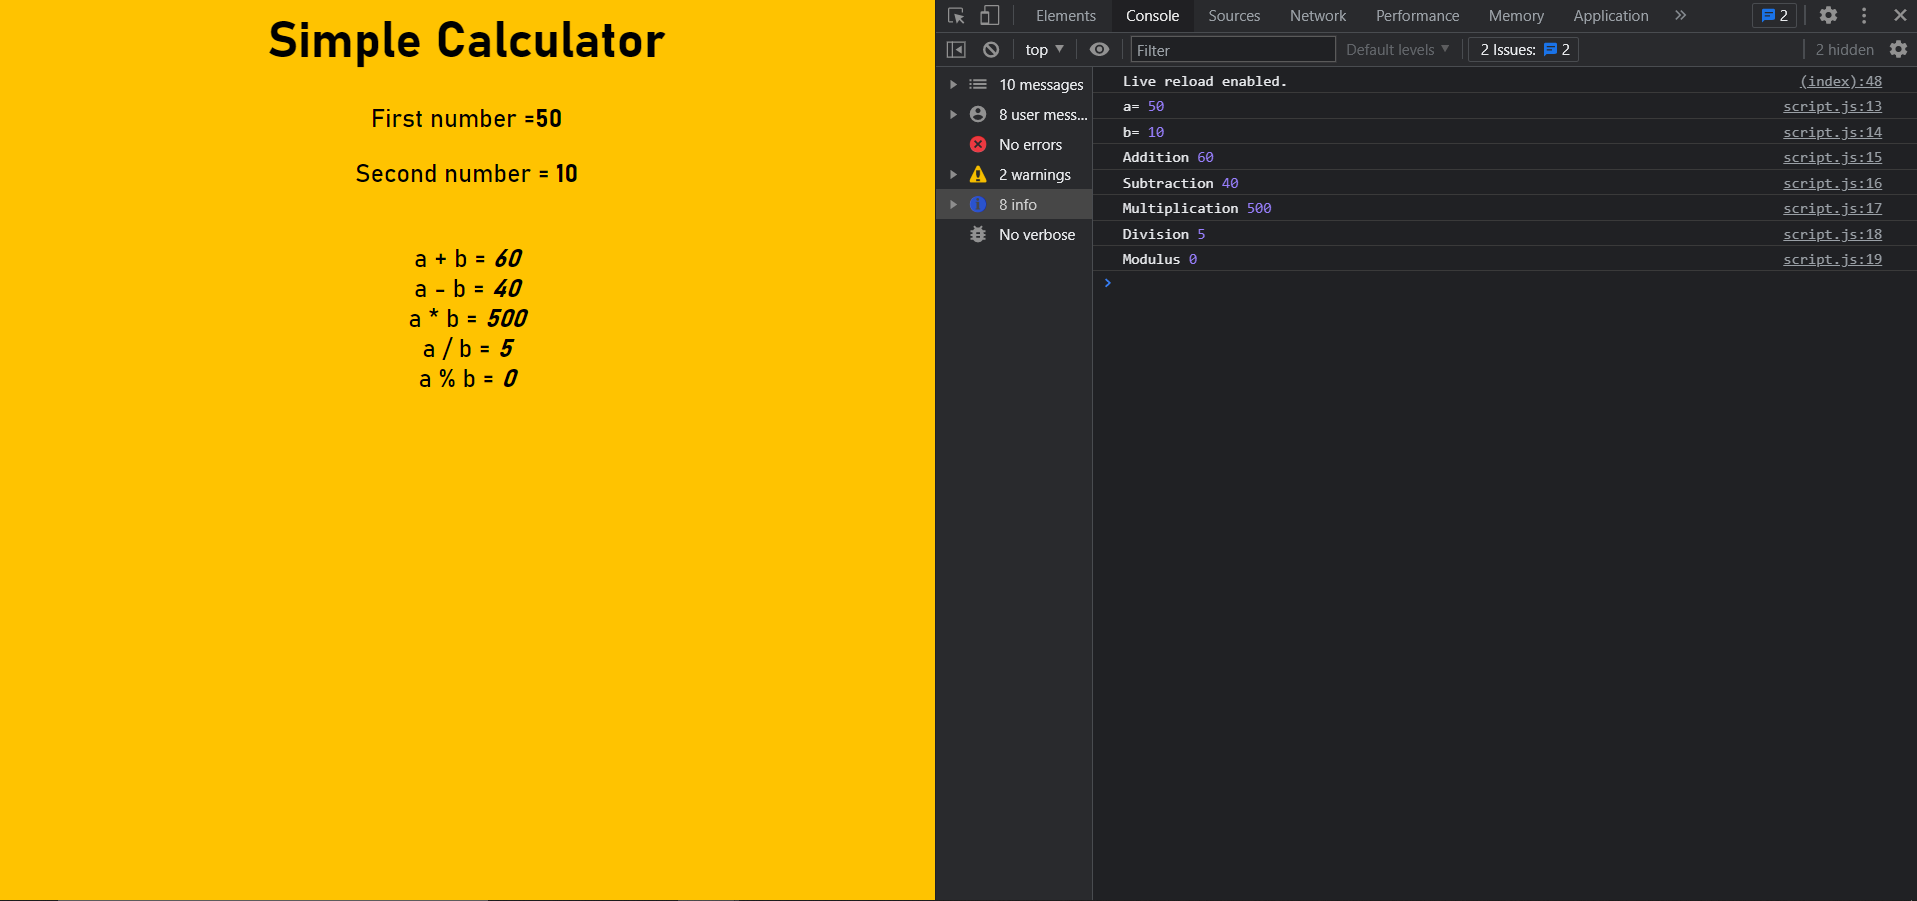 Simple Calculator
First number =50
Second number = 10
a + b = 60
a - b = 40
a * b = 500
a / b = 5
a % b = 0
Elements Console Sources Network Performance Memory Application » 2
top Filter Default levels 2 Issues: 2 2 hidden
10 messages
8 user mess...
No errors
2 warnings
8 info
No verbose
Live reload enabled. (index):48
a= 50 script.js:13
b= 10 script.js:14
Addition 60 script.js:15
Subtraction 40 script.js:16
Multiplication 500 script.js:17
Division 5 script.js:18
Modulus 0 script.js:19